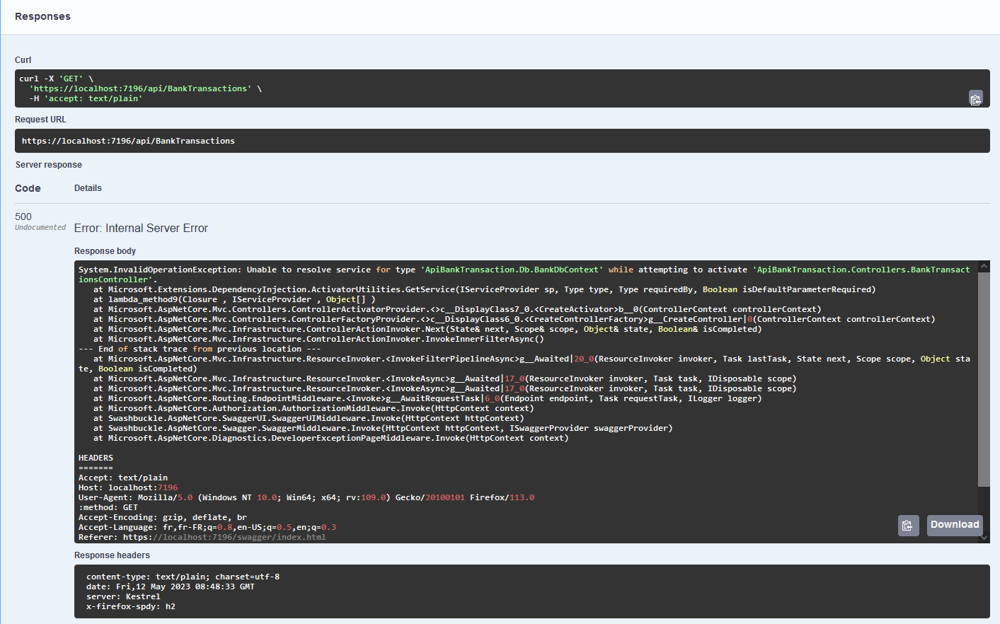 Responses
Curl
curl -X 'GET' \
  'https://localhost:7196/api/BankTransactions' \
  -H 'accept: text/plain'
Request URL
https://localhost:7196/api/BankTransactions
Server response
Code Details
500
Undocumented
Error: Internal Server Error
Response body
System.InvalidOperationException: Unable to resolve service for type 'ApiBankTransaction.Db.BankDbContext' while attempting to activate 'ApiBankTransaction.Controllers.BankTransact
ionsController'.
   at Microsoft.Extensions.DependencyInjection.ActivatorUtilities.GetService(IServiceProvider sp, Type type, Type requiredBy, Boolean isDefaultParameterRequired)
   at lambda_method9(Closure , IServiceProvider , Object[] )
   at Microsoft.AspNetCore.Mvc.Controllers.ControllerActivatorProvider.<>c__DisplayClass7_0.<CreateActivator>b__0(ControllerContext controllerContext)
   at Microsoft.AspNetCore.Mvc.Controllers.ControllerFactoryProvider.<>c__DisplayClass6_0.<CreateControllerFactory>g__CreateController|0(ControllerContext controllerContext)
   at Microsoft.AspNetCore.Mvc.Infrastructure.ControllerActionInvoker.Next(State& next, Scope& scope, Object& state, Boolean& isCompleted)
   at Microsoft.AspNetCore.Mvc.Infrastructure.ControllerActionInvoker.InvokeInnerFilterAsync()
--- End of stack trace from previous location ---
   at Microsoft.AspNetCore.Mvc.Infrastructure.ResourceInvoker.<InvokeFilterPipelineAsync>g__Awaited|20_0(ResourceInvoker invoker, Task lastTask, State next, Scope scope, Object sta
te, Boolean isCompleted)
   at Microsoft.AspNetCore.Mvc.Infrastructure.ResourceInvoker.<InvokeAsync>g__Awaited|17_0(ResourceInvoker invoker, Task task, IDisposable scope)
   at Microsoft.AspNetCore.Mvc.Infrastructure.ResourceInvoker.<InvokeAsync>g__Awaited|17_0(ResourceInvoker invoker, Task task, IDisposable scope)
   at Microsoft.AspNetCore.Routing.EndpointMiddleware.<Invoke>g__AwaitRequestTask|6_0(Endpoint endpoint, Task requestTask, ILogger logger)
   at Microsoft.AspNetCore.Authorization.AuthorizationMiddleware.Invoke(HttpContext context)
   at Swashbuckle.AspNetCore.SwaggerUI.SwaggerUIMiddleware.Invoke(HttpContext httpContext)
   at Swashbuckle.AspNetCore.Swagger.SwaggerMiddleware.Invoke(HttpContext httpContext, ISwaggerProvider swaggerProvider)
   at Microsoft.AspNetCore.Diagnostics.DeveloperExceptionPageMiddleware.Invoke(HttpContext context)
HEADERS
=======
Accept: text/plain
Host: localhost:7196
User-Agent: Mozilla/5.0 (Windows NT 10.0; Win64; x64; rv:109.0) Gecko/20100101 Firefox/113.0
:method: GET
Accept-Encoding: gzip, deflate, br
Accept-Language: fr,fr-FR;q=0.8,en-US;q=0.5,en;q=0.3
Referer: https://localhost:7196/swagger/index.html
Download
Response headers
content-type: text/plain; charset=utf-8
date: Fri,12 May 2023 08:48:33 GMT
server: Kestrel
x-firefox-spdy: h2